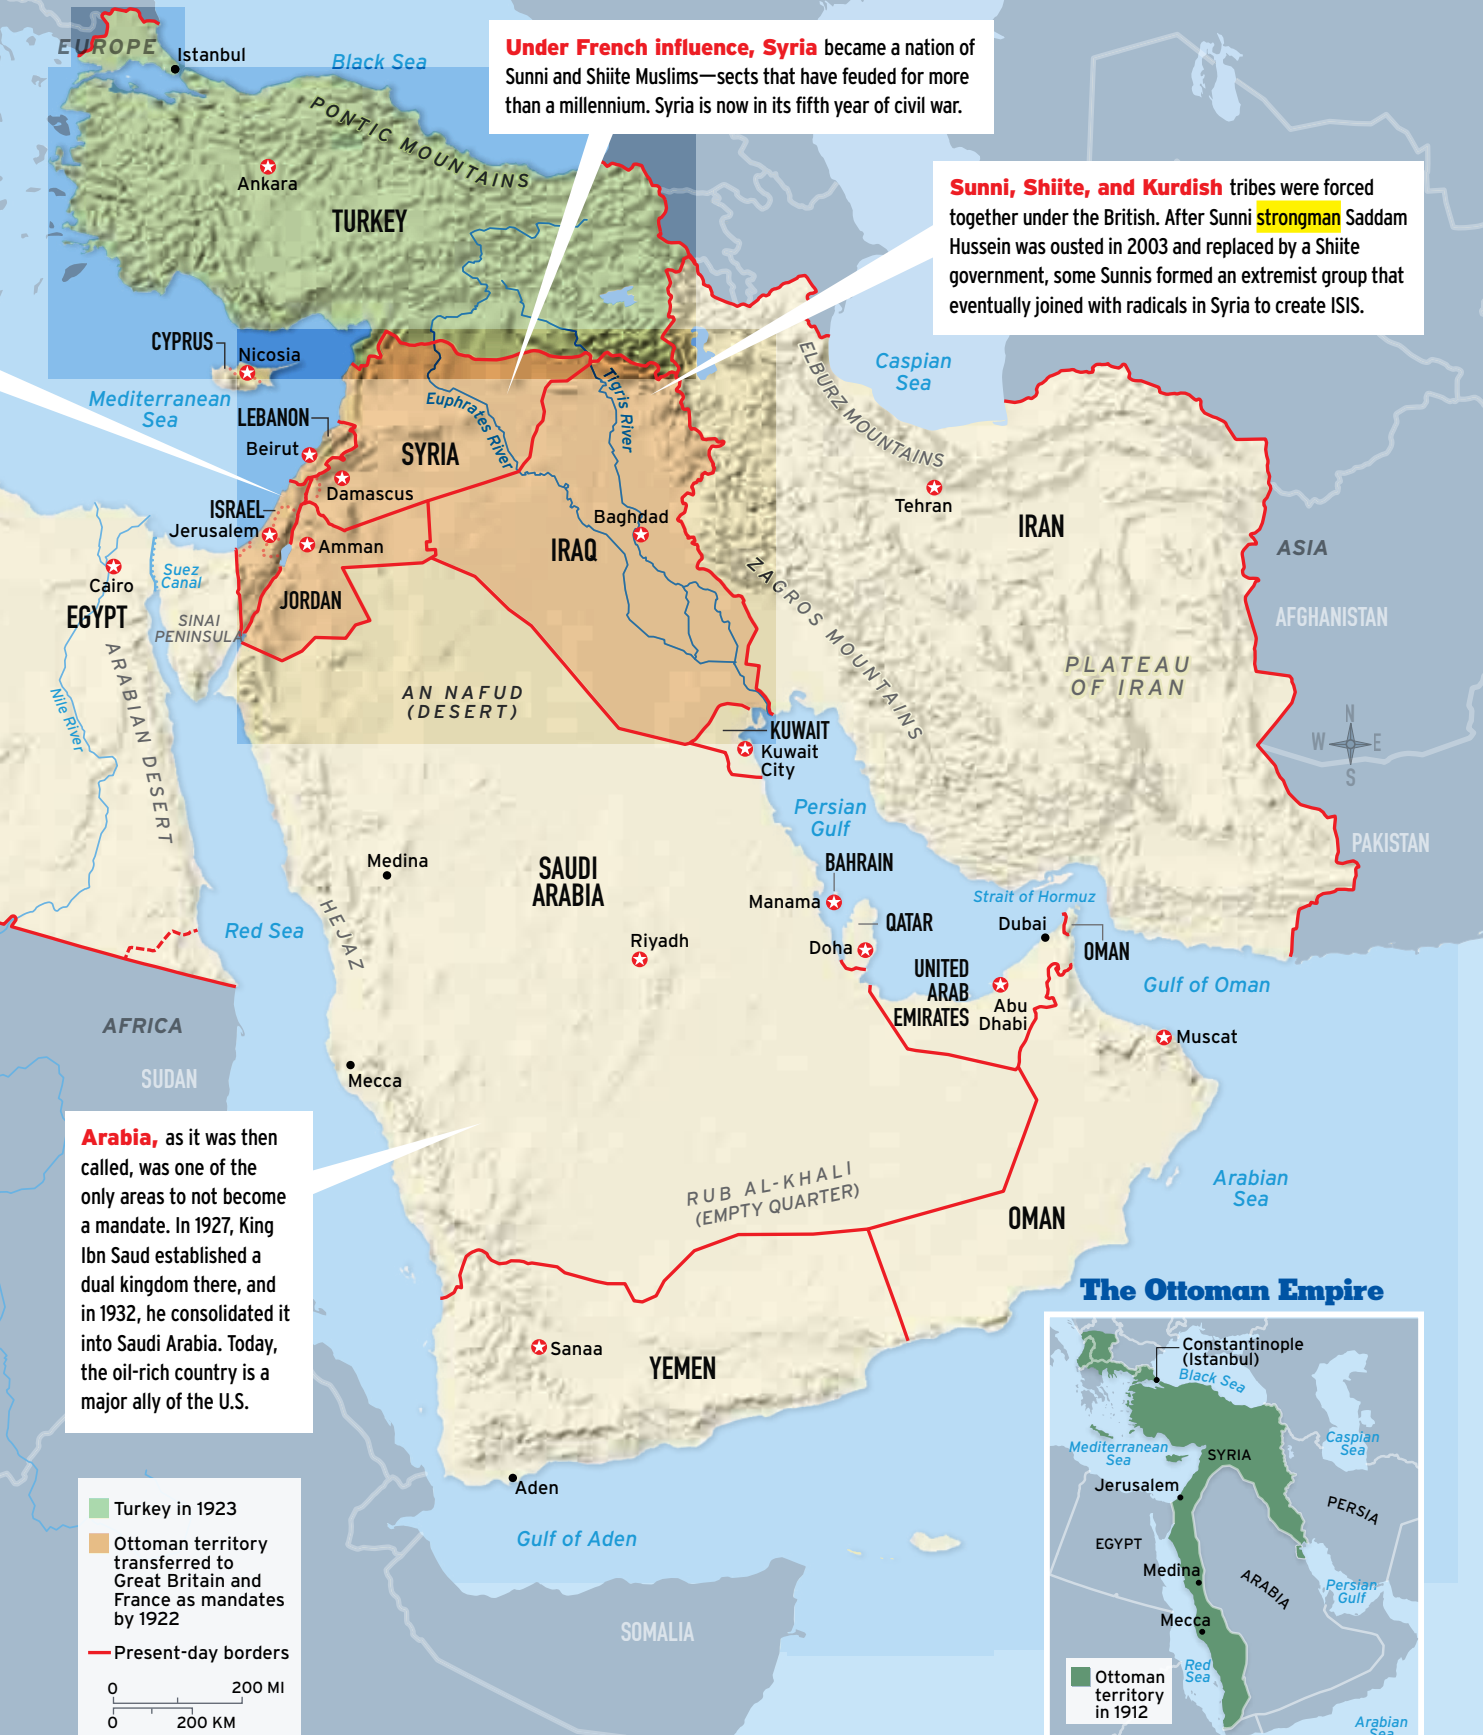 EUROPE
Istanbul
Black Sea
PONTIC MOUNTAINS
Ankara
TURKEY
Under French influence, Syria became a nation of
Sunni and Shiite Muslims—sects that have feuded for more
than a millennium. Syria is now in its fifth year of civil war.
Sunni, Shiite, and Kurdish tribes were forced
together under the British. After Sunni strongman Saddam
Hussein was ousted in 2003 and replaced by a Shiite
government, some Sunnis formed an extremist group that
eventually joined with radicals in Syria to create ISIS.
CYPRUS
Nicosia
Mediterranean
Sea
LEBANON
Beirut
Euphrates River
Tigris River
SYRIA
Damascus
ISRAEL
Jerusalem
Amman
JORDAN
Baghdad
IRAQ
ELBURZ MOUNTAINS
Caspian
Sea
Tehran
IRAN
ASIA
AFGHANISTAN
ZAGROS MOUNTAINS
PLATEAU
OF IRAN
N
W
E
S
PAKISTAN
Cairo
EGYPT
Suez
Canal
SINAI
PENINSULA
ARABIAN DESERT
Nile River
AN NAFUD
(DESERT)
KUWAIT
Kuwait
City
Persian
Gulf
Medina
SAUDI
ARABIA
BAHRAIN
Manama
QATAR
Doha
Strait of Hormuz
Dubai
OMAN
UNITED
ARAB
EMIRATES
Abu
Dhabi
Gulf of Oman
Muscat
HEJAZ
Red Sea
Riyadh
AFRICA
SUDAN
Mecca
Arabia, as it was then
called, was one of the
only areas to not become
a mandate. In 1927, King
Ibn Saud established a
dual kingdom there, and
in 1932, he consolidated it
into Saudi Arabia. Today,
the oil-rich country is a
major ally of the U.S.
RUB AL-KHALI
(EMPTY QUARTER)
OMAN
Arabian
Sea
Sanaa
YEMEN
Aden
Gulf of Aden
SOMALIA
Turkey in 1923
Ottoman territory
transferred to
Great Britain and
France as mandates
by 1922
Present-day borders
0 200 MI
0 200 KM
The Ottoman Empire
Constantinople
(Istanbul)
Black Sea
Mediterranean
Sea
Caspian
Sea
SYRIA
Jerusalem
PERSIA
EGYPT
Medina
ARABIA
Persian
Gulf
Mecca
Red
Sea
Ottoman
territory
in 1912
Arabian
Sea